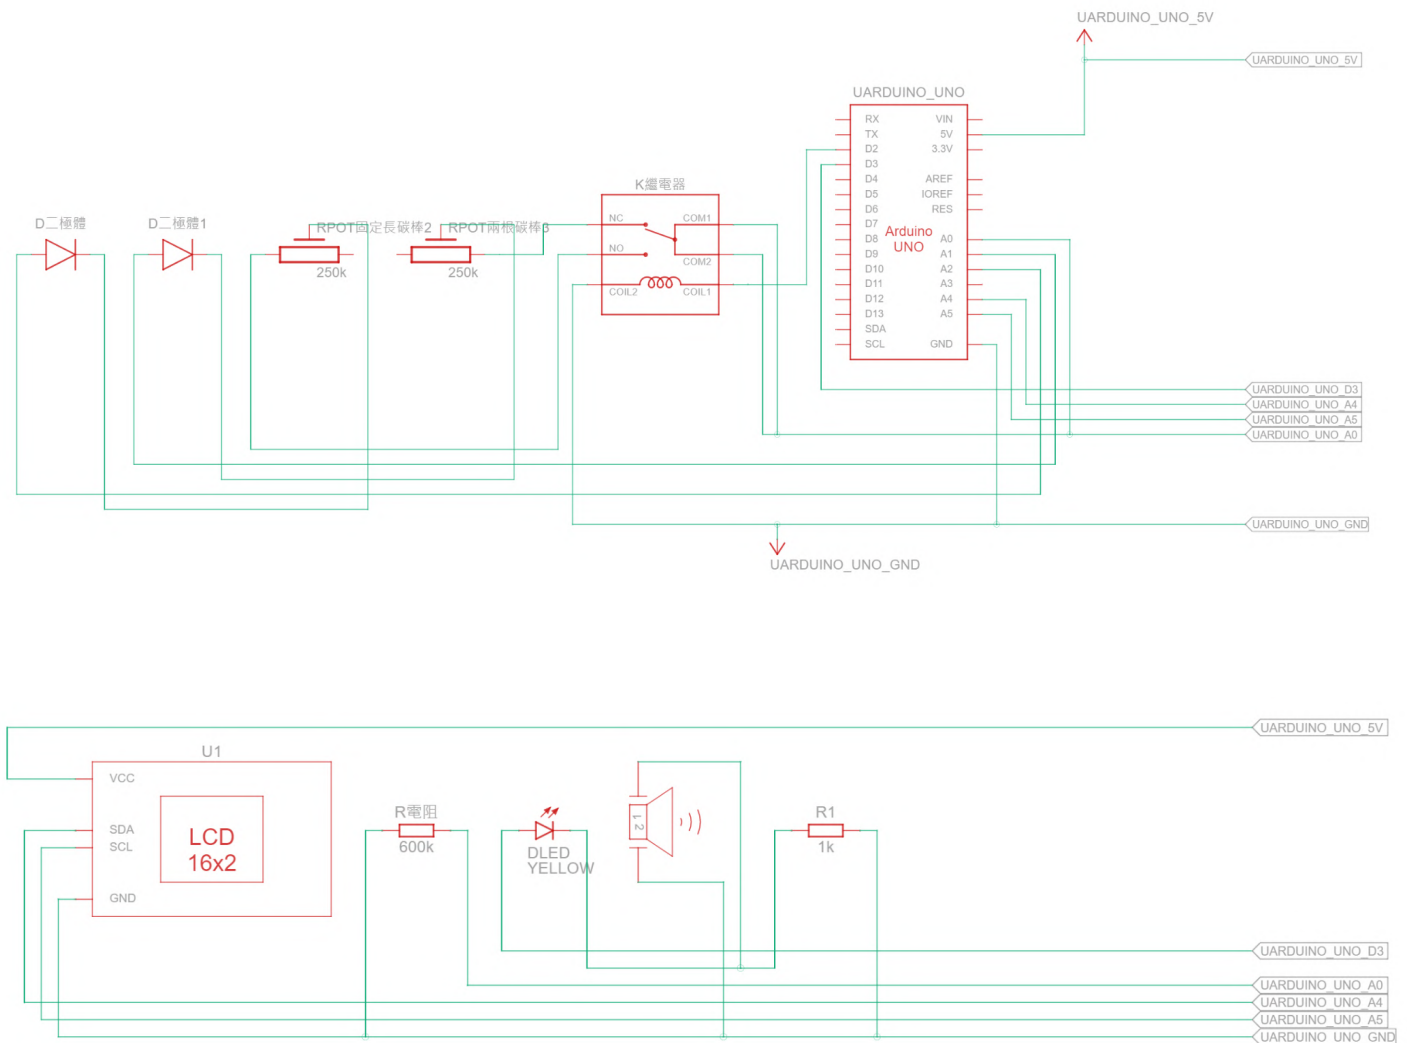 UARDUINO_UNO_5V
UARDUINO_UNO_5V
UARDUINO_UNO
RX
VIN
TX
5V
D2
3.3V
D3
D4
AREF
D5
IOREF
D6
RES
D7
D8
A0
D9
A1
D10
A2
D11
A3
D12
A4
D13
A5
SDA
SCL
GND
Arduino
UNO
K繼電器
NC
COM1
NO
COM2
COIL2
COIL1
D二極體
D二極體1
RPOT固定長碳棒2
250k
RPOT兩根碳棒3
250k
UARDUINO_UNO_D3
UARDUINO_UNO_A4
UARDUINO_UNO_A5
UARDUINO_UNO_A0
UARDUINO_UNO_GND
UARDUINO_UNO_GND
UARDUINO_UNO_5V
U1
VCC
SDA
SCL
GND
LCD
16x2
R電阻
600k
DLED
YELLOW
1 2
R1
1k
UARDUINO_UNO_D3
UARDUINO_UNO_A0
UARDUINO_UNO_A4
UARDUINO_UNO_A5
UARDUINO_UNO_GND